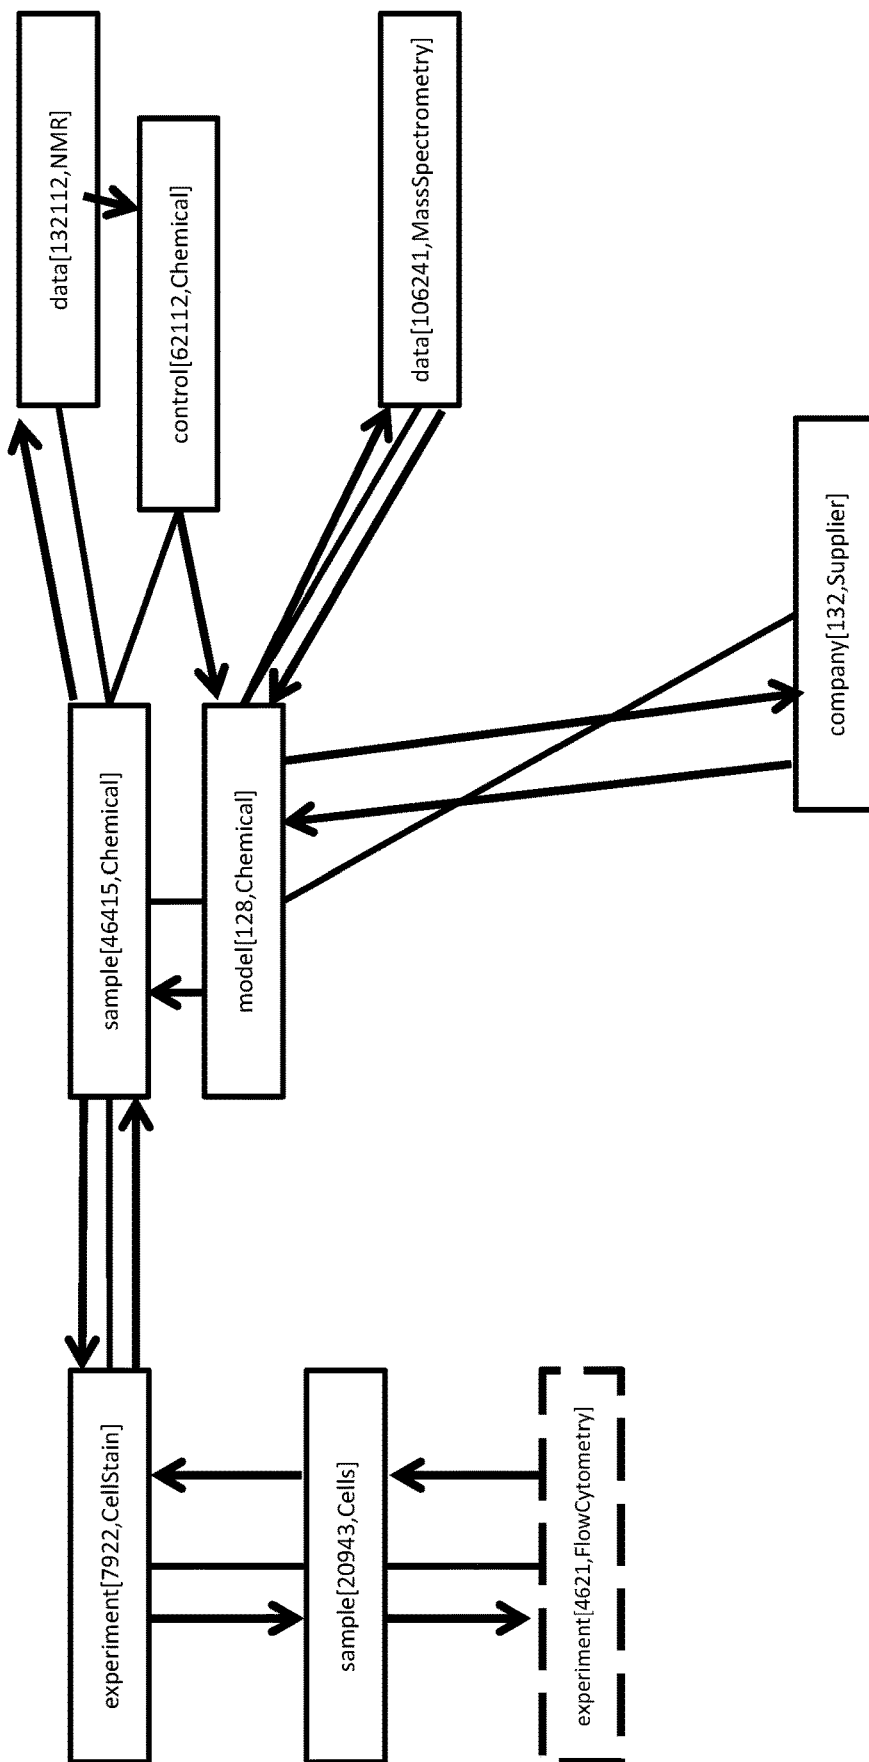 experiment[7922,CellStain]
sample[20943,Cells]
experiment[4621,FlowCytometry]
sample[46415,Chemical]
model[128,Chemical]
data[132112,NMR]
control[62112,Chemical]
data[106241,MassSpectrometry]
company[132,Supplier]